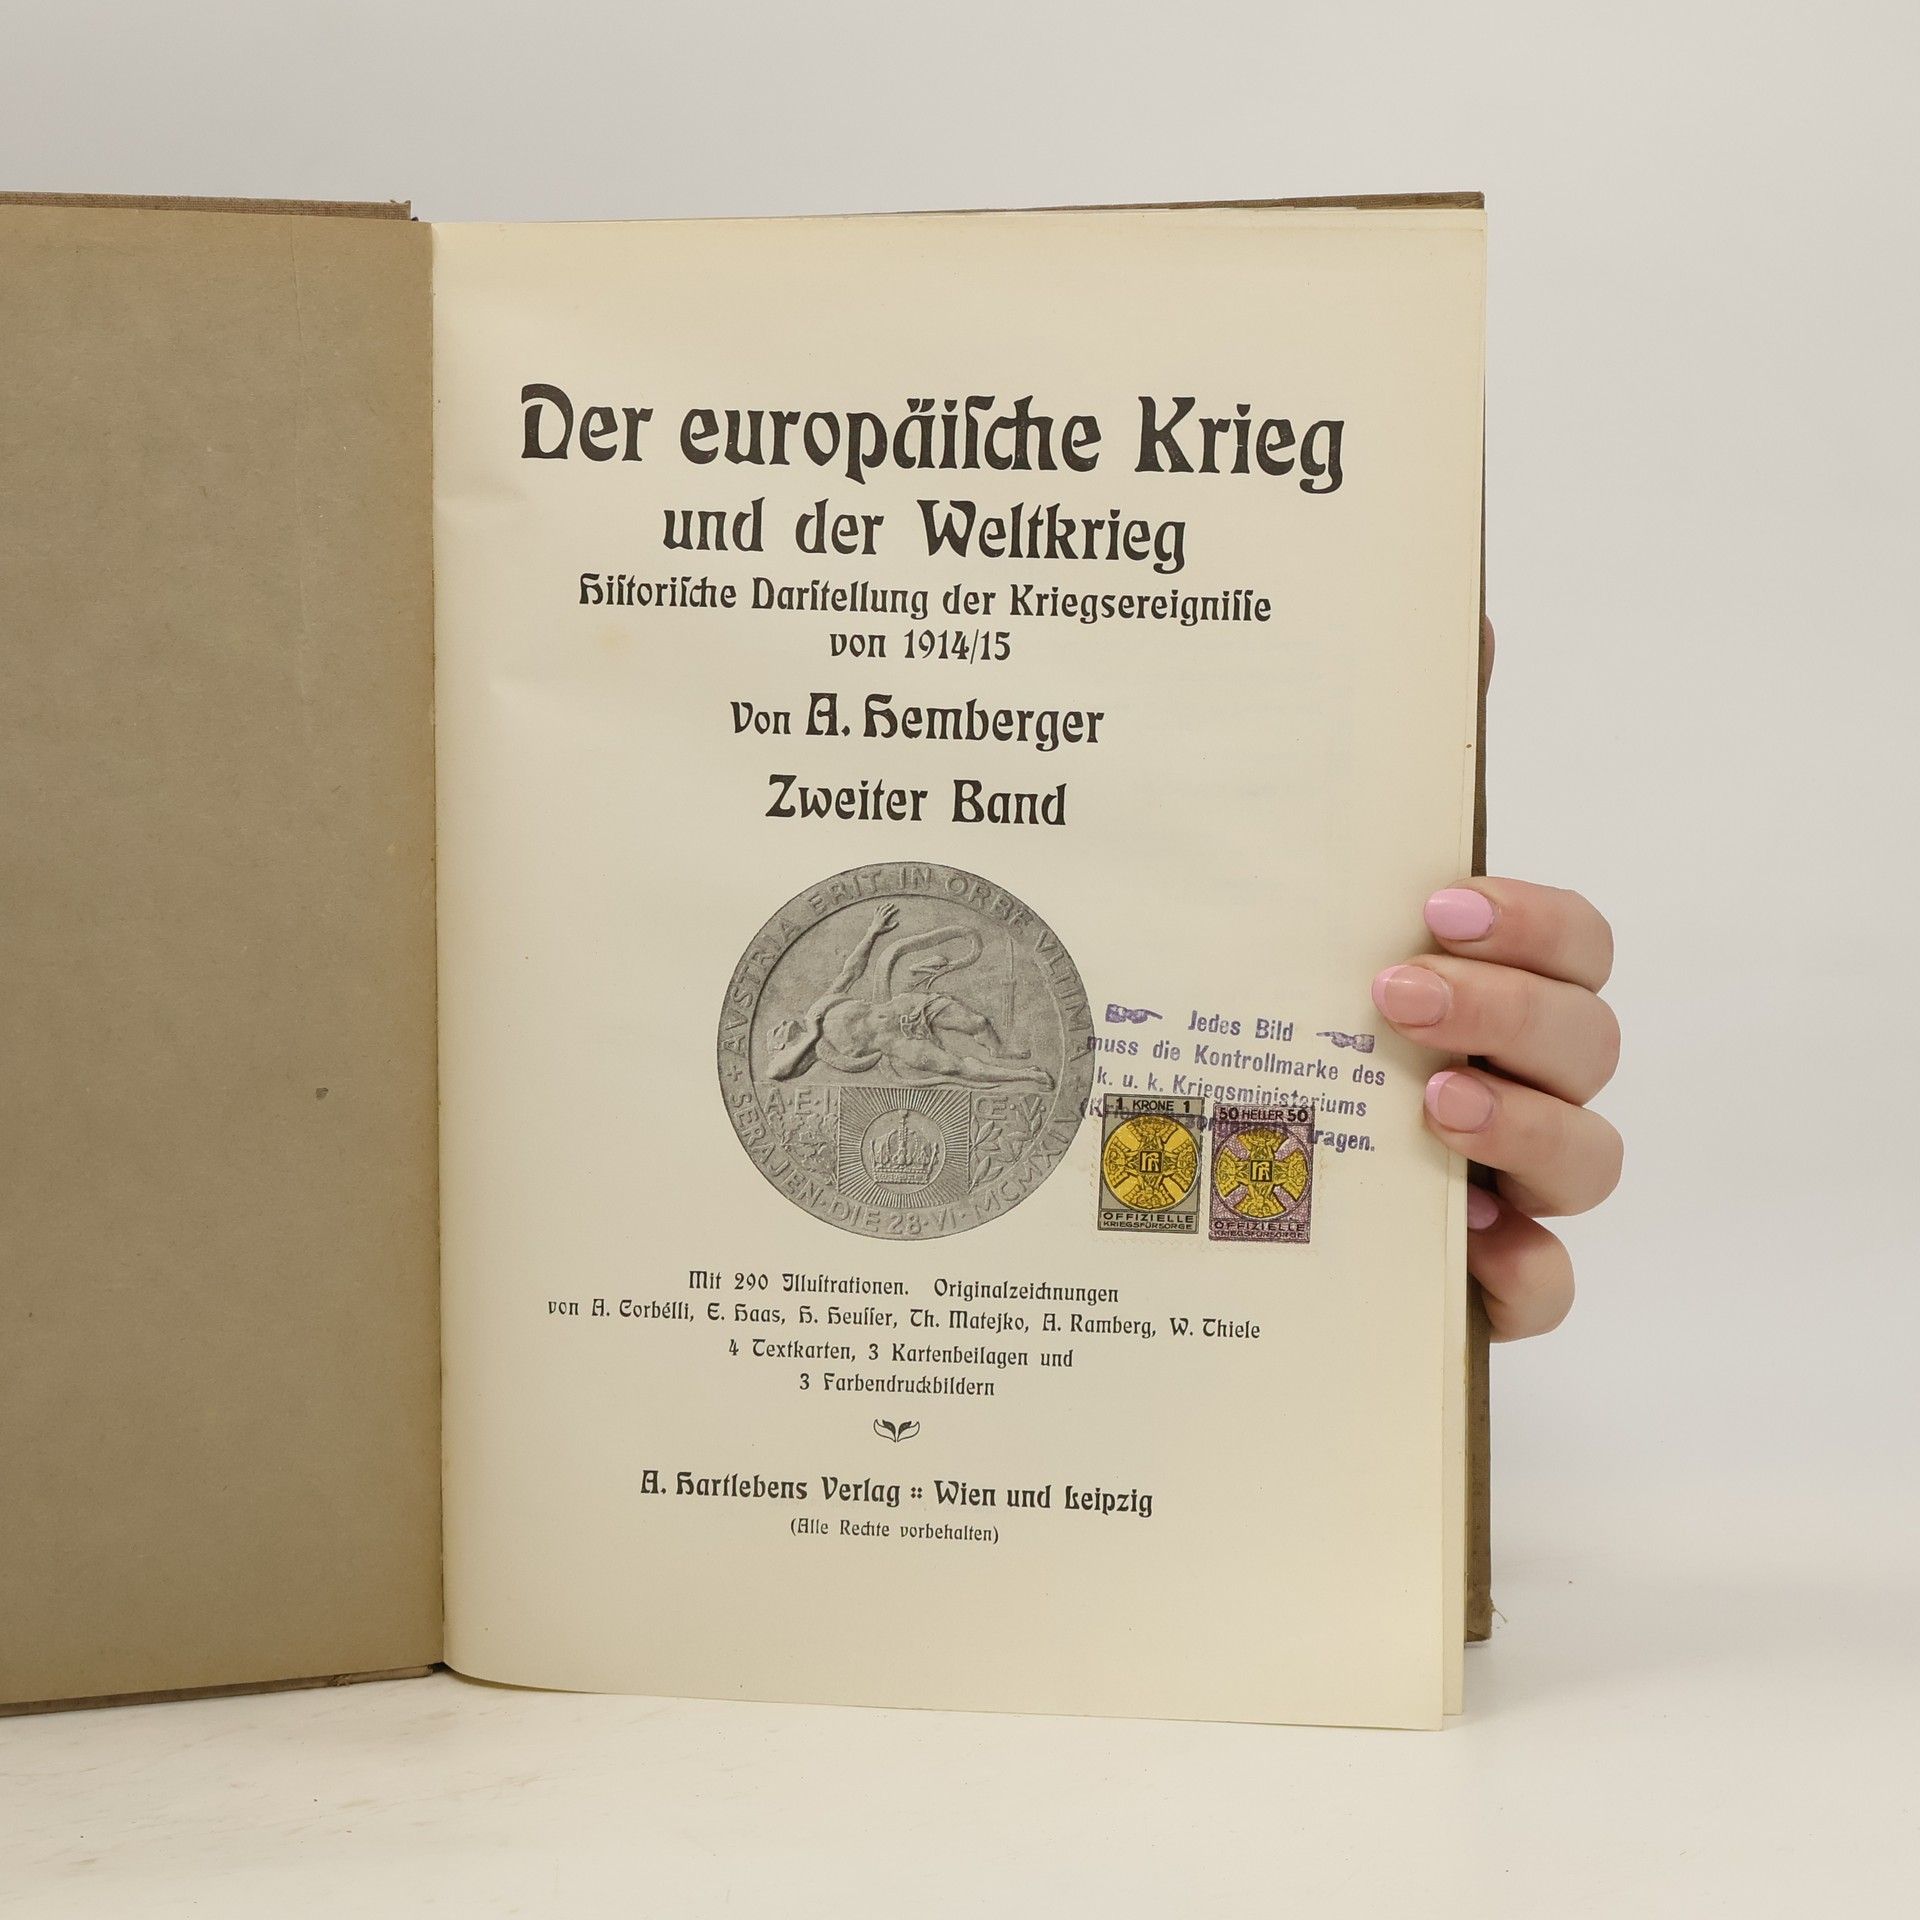 Der europäiſche Krieg
und der Weltkrieg
Hiſtoriſche Darſtellung der Kriegsereigniſſe
von 1914/15
Von A. Hemberger
Zweiter Band
AVSTRIA ERIT IN ORBE VLTIMA
A·E·I·O·V·
SERAJEN·DIE 28·VI·MCMXIV
Jedes Bild
muss die Kontrollmarke des
k. u. k. Kriegsministeriums
tragen.
1 KRONE 1
OFFIZIELLE
KRIEGSFÜRSORGE
50 HELLER 50
OFFIZIELLE
KRIEGSFÜRSORGE
Mit 290 Illuſtrationen. Originalzeichnungen
von A. Corbélli, E. Haas, H. Heuſſer, Th. Matejko, A. Ramberg, W. Thiele
4 Textkarten, 3 Kartenbeilagen und
3 Farbendruckbildern
A. Hartlebens Verlag :: Wien und Leipzig
(Alle Rechte vorbehalten)